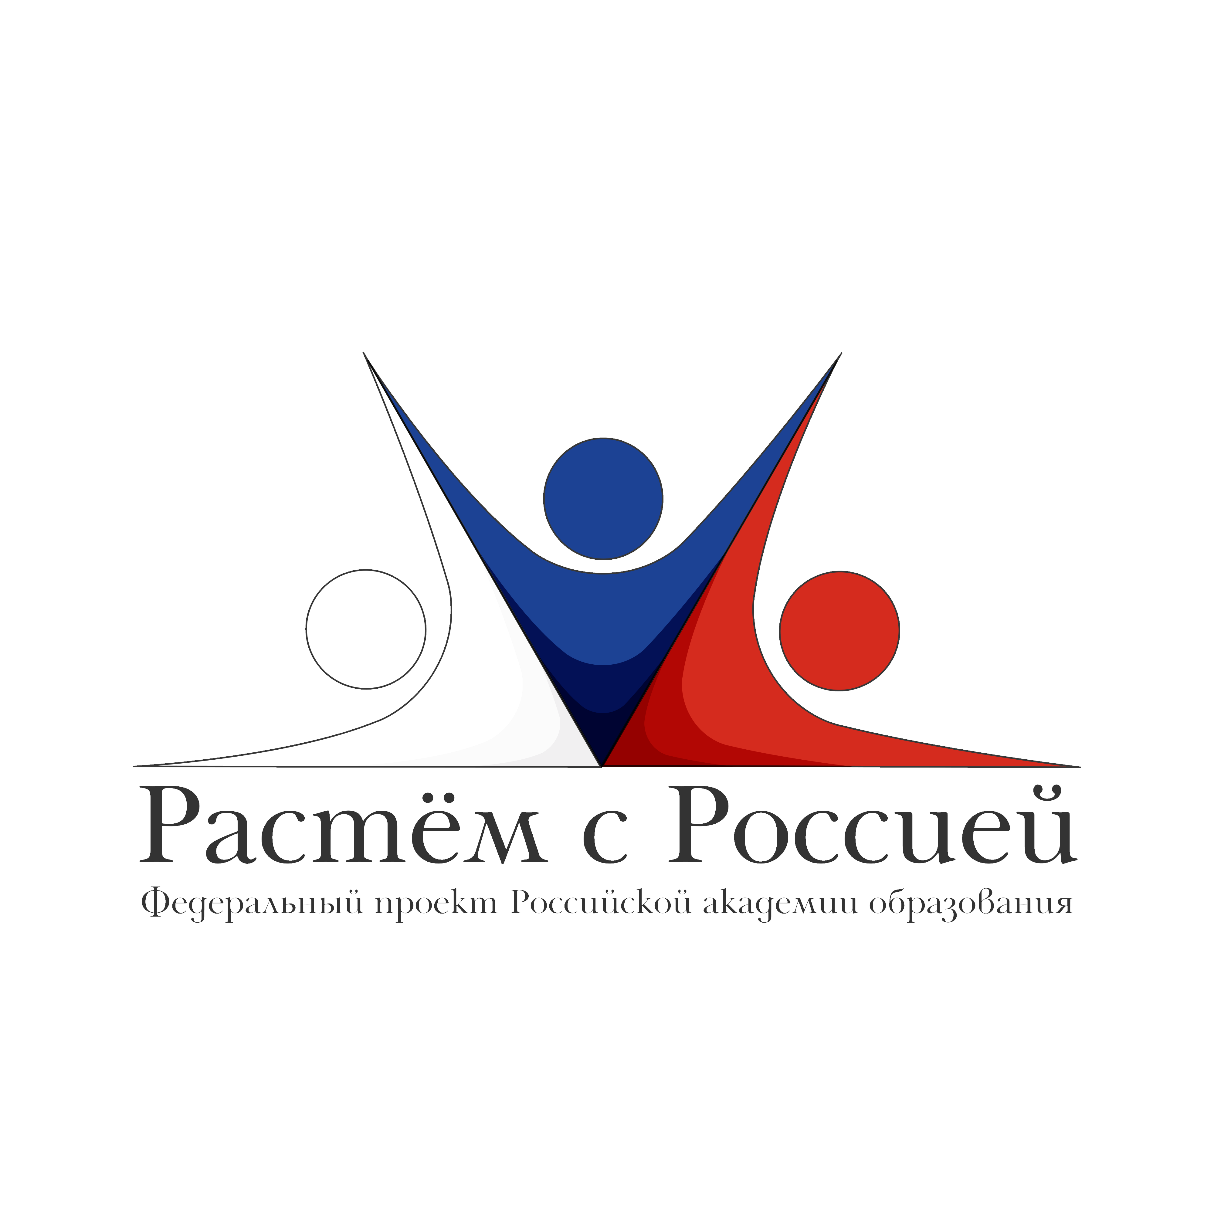 Растём с Россией
Федеральный проект Российской академии образования